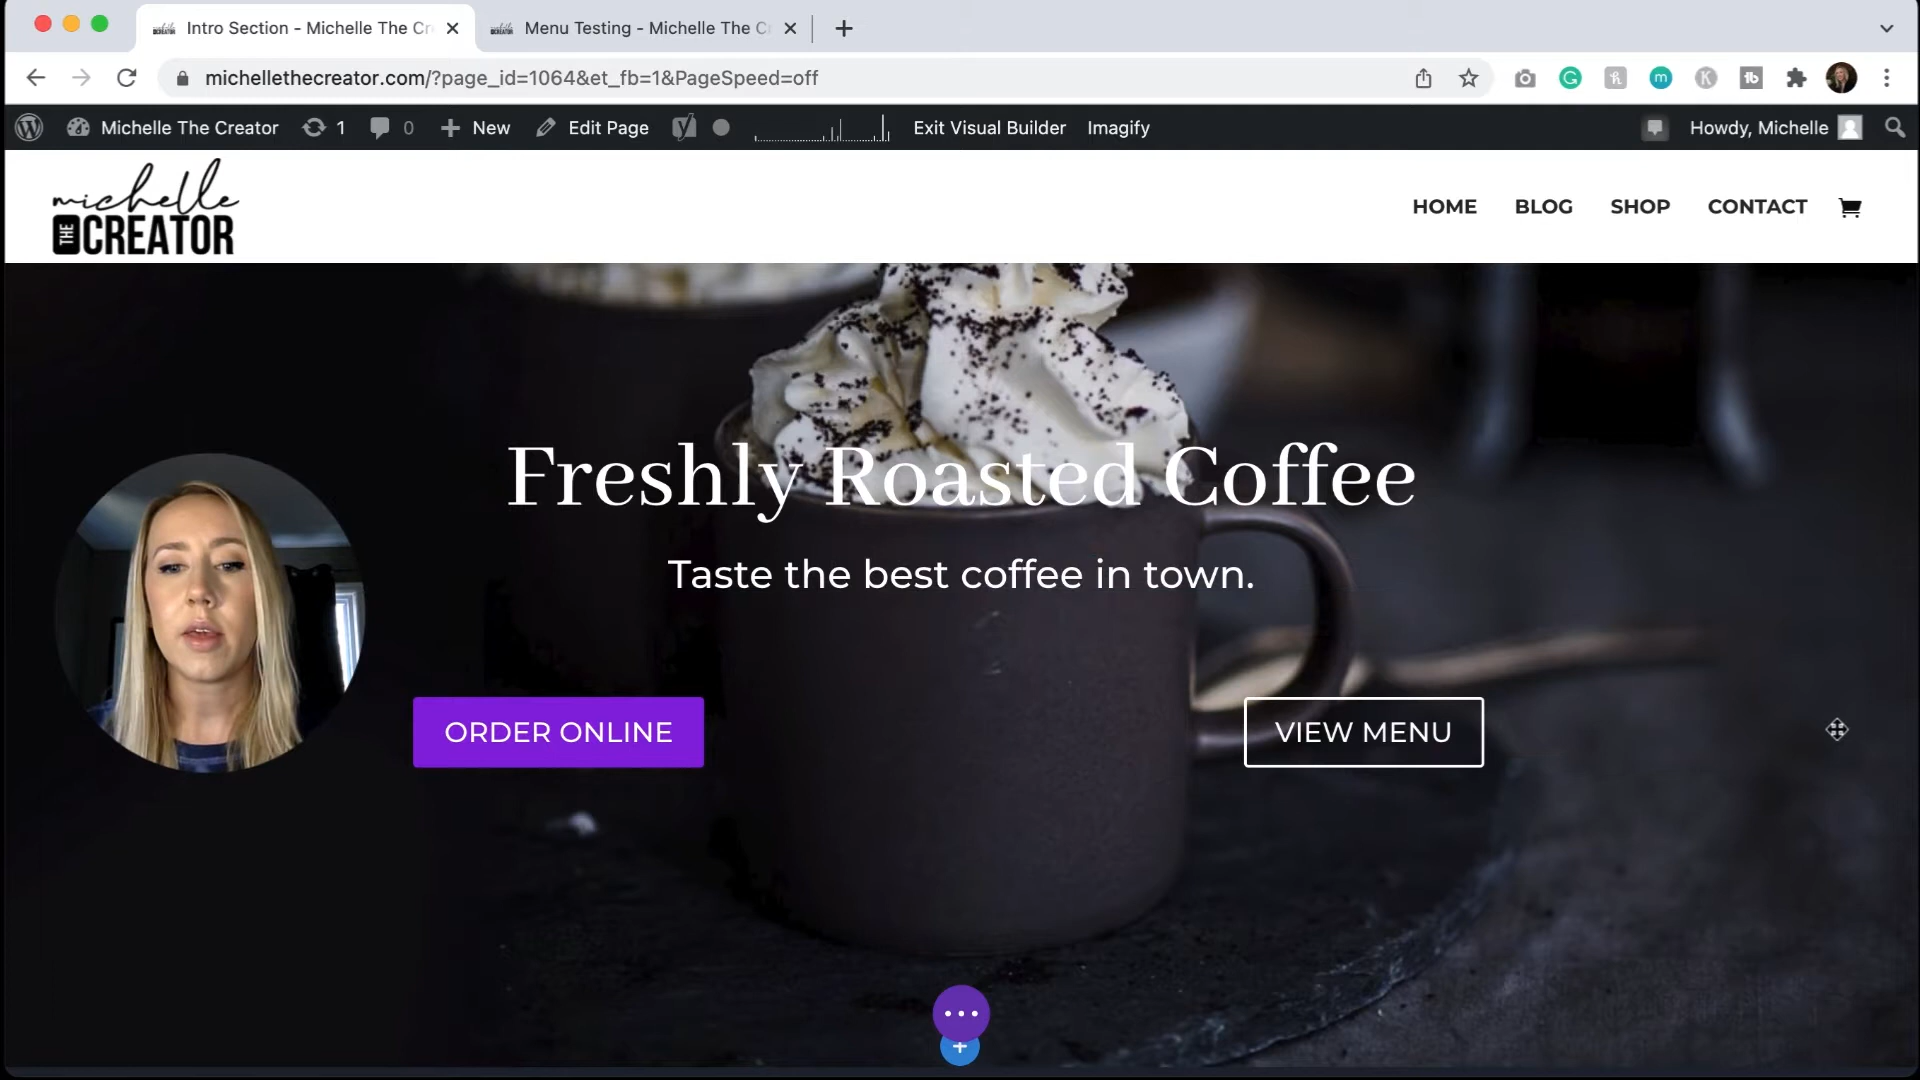 Intro Section - Michelle The Cr
Menu Testing - Michelle The C
michellethecreator.com/?page_id=1064&et_fb=1&PageSpeed=off
Michelle The Creator 1 0 New Edit Page Exit Visual Builder Imagify Howdy, Michelle
michelle
THE CREATOR
HOME BLOG SHOP CONTACT
Freshly Roasted Coffee
Taste the best coffee in town.
ORDER ONLINE
VIEW MENU